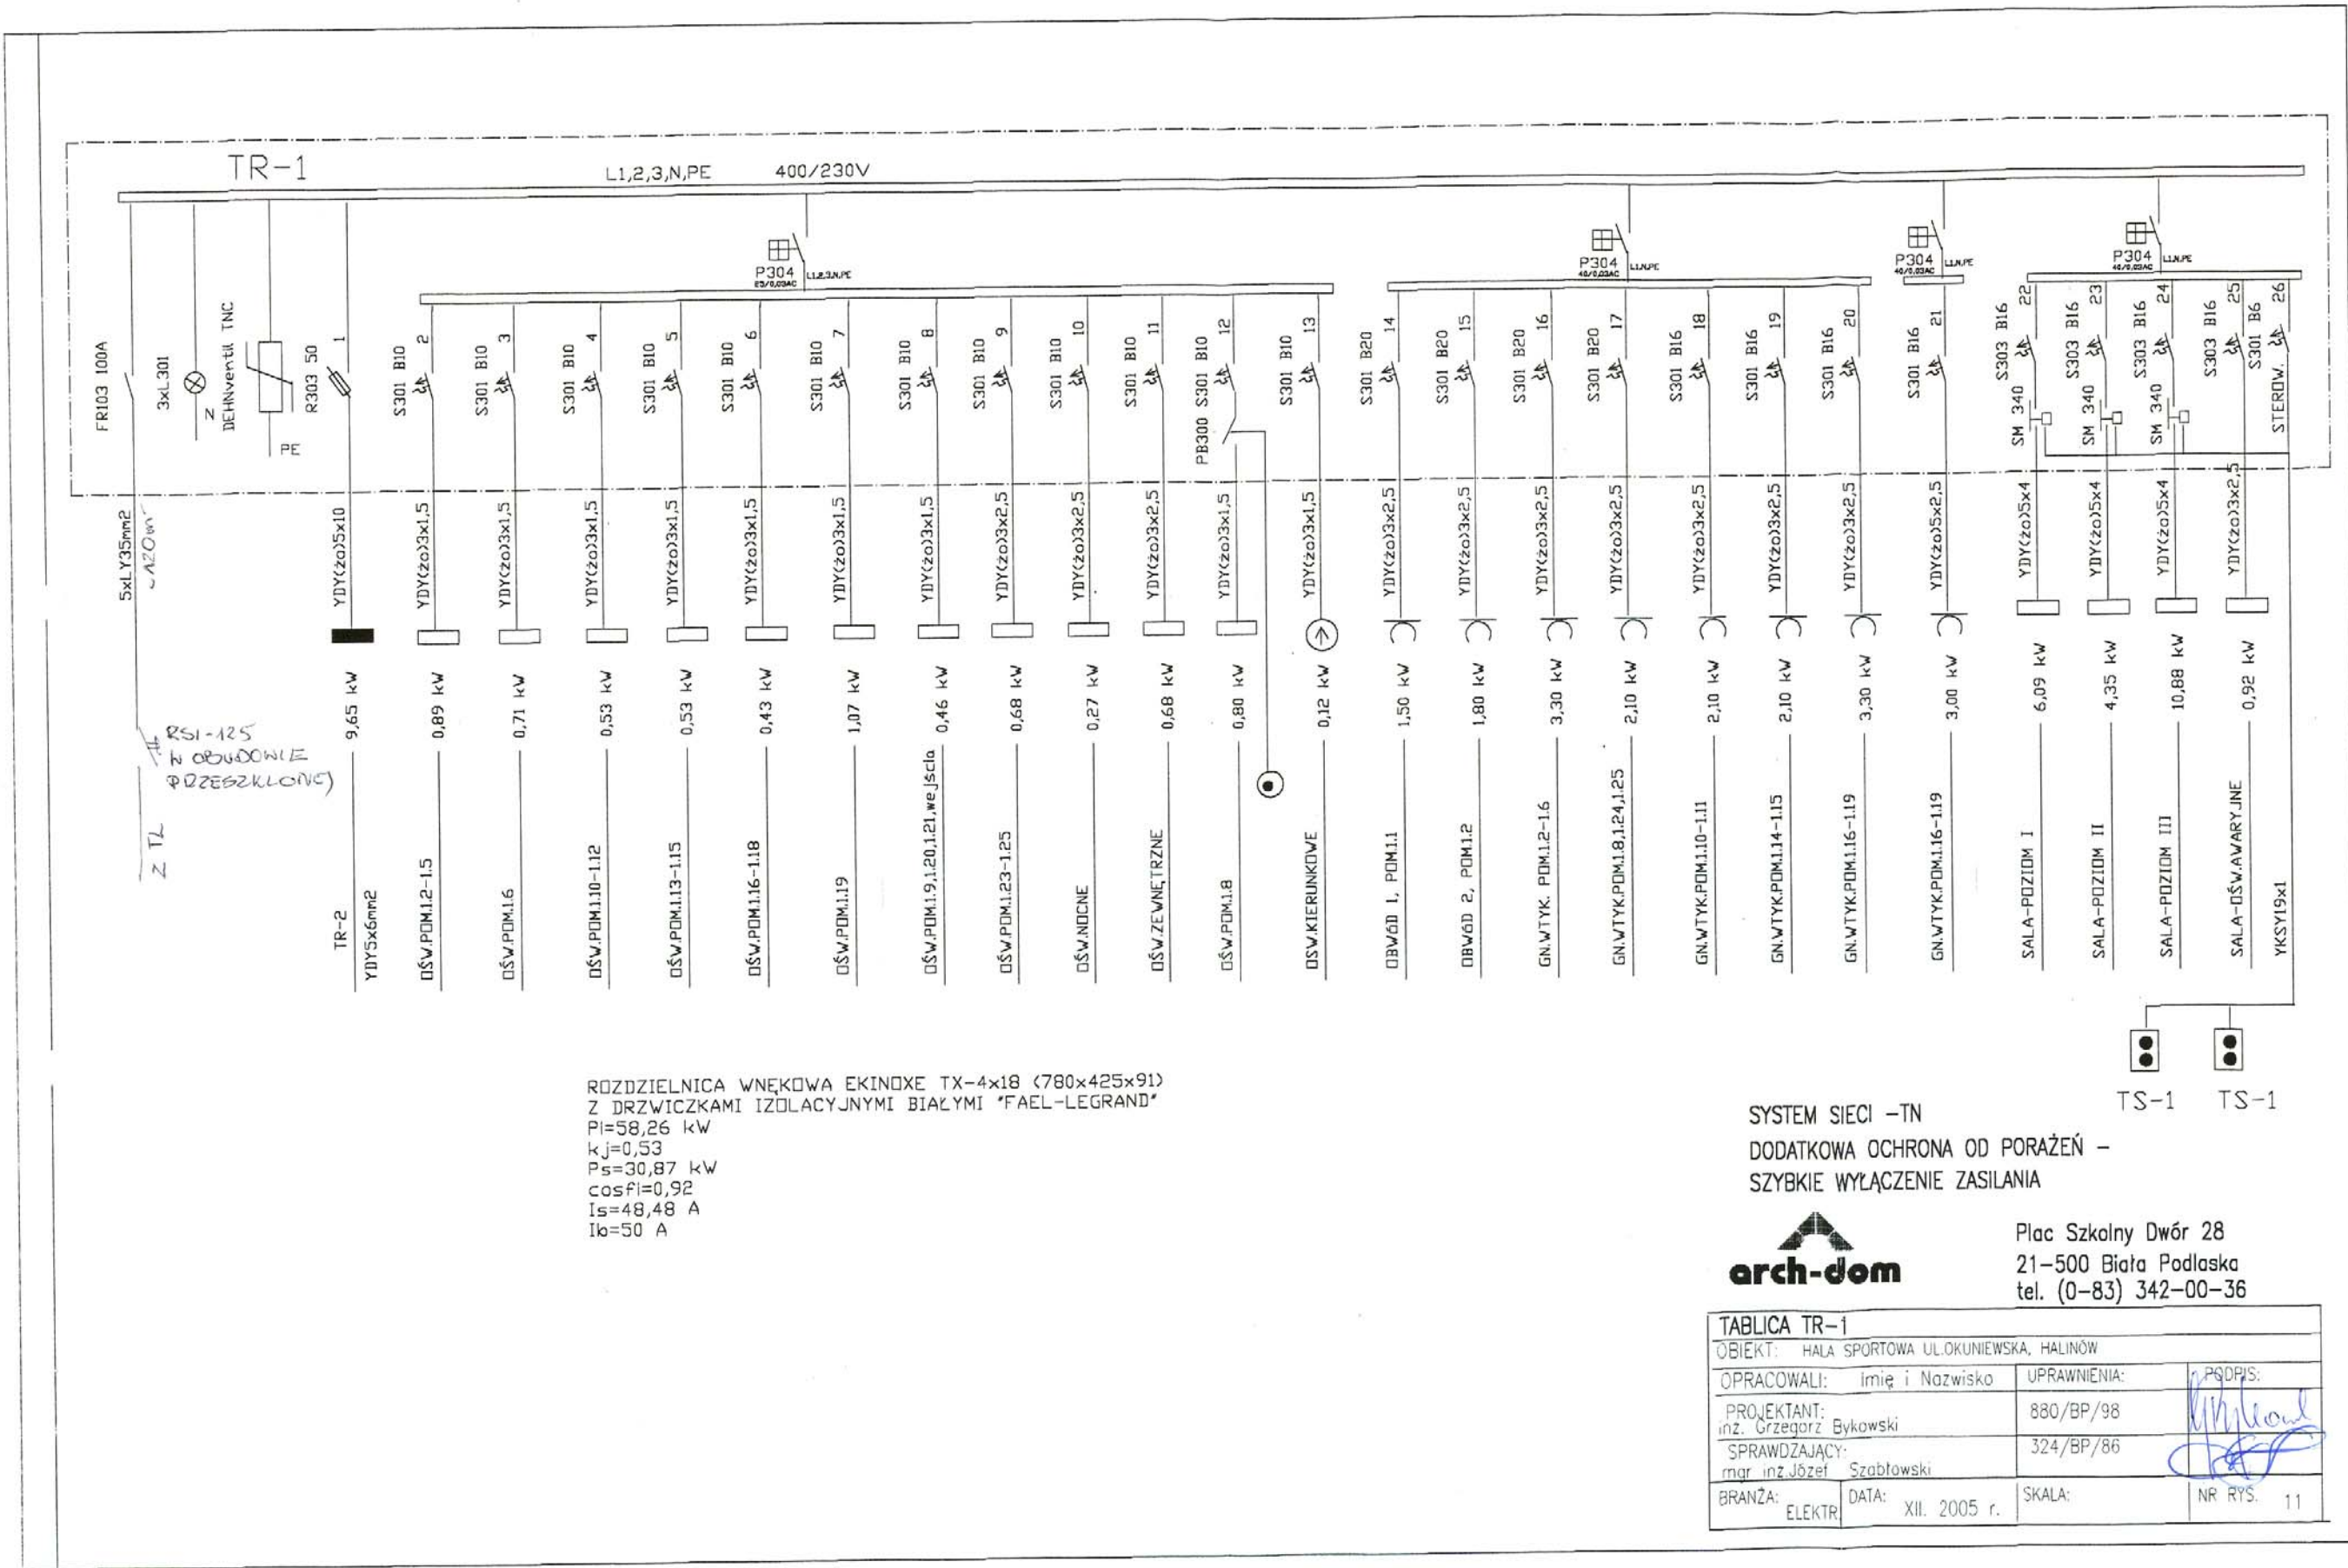 TR-1
L1,2,3,N,PE 400/230V
FR103 100A
3xL301
Z
DEHNventil TNC
PE
R303 50
1
P304
L1,2,3,N,PE
25/0,03AC
S301 B10
2
S301 B10
3
S301 B10
4
S301 B10
5
S301 B10
6
S301 B10
7
S301 B10
8
S301 B10
9
S301 B10
10
S301 B10
11
PB300 S301 B10
12
S301 B10
13
P304
L1,N,PE
40/0,03AC
S301 B20
14
S301 B20
15
S301 B20
16
S301 B20
17
S301 B16
18
S301 B16
19
S301 B16
20
P304
L1,N,PE
40/0,03AC
S301 B16
21
P304
L1,N,PE
40/0,03AC
SM 340
S303 B16
22
SM 340
S303 B16
23
SM 340
S303 B16
24
S303 B16
25
STEROW.
S301 B6
26
5xLY35mm2
YDY(żo)5x10
YDY(żo)3x1,5
YDY(żo)3x1,5
YDY(żo)3x1,5
YDY(żo)3x1,5
YDY(żo)3x1,5
YDY(żo)3x1,5
YDY(żo)3x1,5
YDY(żo)3x2,5
YDY(żo)3x2,5
YDY(żo)3x2,5
YDY(żo)3x1,5
YDY(żo)3x1,5
YDY(żo)3x2,5
YDY(żo)3x2,5
YDY(żo)3x2,5
YDY(żo)3x2,5
YDY(żo)3x2,5
YDY(żo)3x2,5
YDY(żo)3x2,5
YDY(żo)5x2,5
YDY(żo)5x4
YDY(żo)5x4
YDY(żo)5x4
YDY(żo)3x2,5
9,65 kW
0,89 kW
0,71 kW
0,53 kW
0,53 kW
0,43 kW
1,07 kW
0,46 kW
0,68 kW
0,27 kW
0,68 kW
0,80 kW
0,12 kW
1,50 kW
1,80 kW
3,30 kW
2,10 kW
2,10 kW
2,10 kW
3,30 kW
3,00 kW
6,09 kW
4,35 kW
10,88 kW
0,92 kW
RSI-125
W OBUDOWIE
PRZESZKLONEJ
Z TL
TR-2
YDY5x6mm2
OŚW.POM.1.2-1.5
OŚW.POM.1.6
OŚW.POM.1.10-1.12
OŚW.POM.1.13-1.15
OŚW.POM.1.16-1.18
OŚW.POM.1.19
OŚW.POM.1.9,1.20,1.21,wejścia
OŚW.POM.1.23-1.25
OŚW.NOCNE
OŚW.ZEWNĘTRZNE
OŚW.POM.1.8
OSW.KIERUNKOWE
OBWÓD 1, POM.1.1
OBWÓD 2, POM.1.2
GN.WTYK. POM.1.2-1.6
GN.WTYK.POM.1.8,1.24,1.25
GN.WTYK.POM.1.10-1.11
GN.WTYK.POM.1.14-1.15
GN.WTYK.POM.1.16-1.19
GN.WTYK.POM.1.16-1.19
SALA-POZIOM I
SALA-POZIOM II
SALA-POZIOM III
SALA-OŚW.AWARYJNE
YKSY19x1
TS-1 TS-1
ROZDZIELNICA WNĘKOWA EKINOXE TX-4x18 (780x425x91)
Z DRZWICZKAMI IZOLACYJNYMI BIAŁYMI "FAEL-LEGRAND"
Pi=58,26 kW
kj=0,53
Ps=30,87 kW
cosfi=0,92
Is=48,48 A
Ib=50 A
SYSTEM SIECI -TN
DODATKOWA OCHRONA OD PORAŻEŃ -
SZYBKIE WYŁĄCZENIE ZASILANIA
arch-dom
Plac Szkolny Dwór 28
21-500 Biała Podlaska
tel. (0-83) 342-00-36
TABLICA TR-1
OBIEKT: HALA SPORTOWA UL.OKUNIEWSKA, HALINÓW
OPRACOWALI: Imię i Nazwisko UPRAWNIENIA: PODPIS:
PROJEKTANT:
inż. Grzegorz Bykowski 880/BP/98
SPRAWDZAJĄCY: 324/BP/86
mgr inż.Józef Szabłowski
BRANŻA: ELEKTR DATA: XII. 2005 r. SKALA: NR RYS. 11